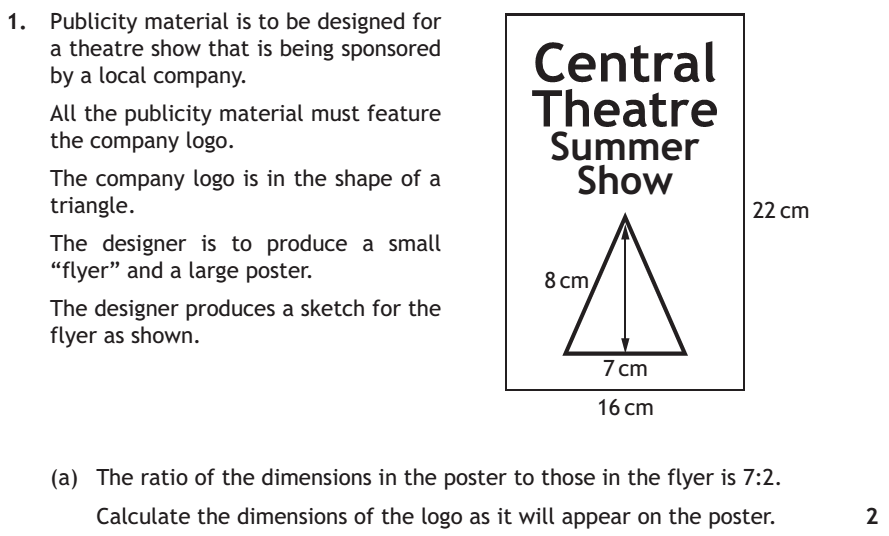 1. Publicity material is to be designed for
a theatre show that is being sponsored
by a local company.
All the publicity material must feature
the company logo.
The company logo is in the shape of a
triangle.
The designer is to produce a small
“flyer” and a large poster.
The designer produces a sketch for the
flyer as shown.
Central
Theatre
Summer
Show
22 cm
8 cm
7 cm
16 cm
(a) The ratio of the dimensions in the poster to those in the flyer is 7:2.
Calculate the dimensions of the logo as it will appear on the poster. 2